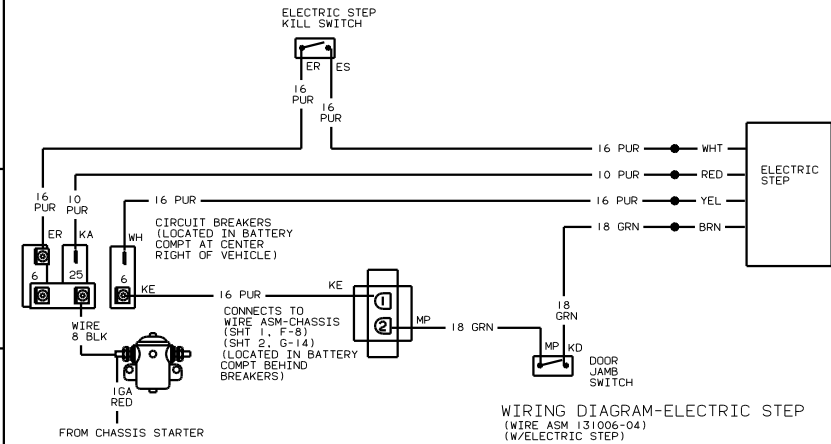 ELECTRIC STEP
KILL SWITCH
ER ES
16
PUR
16
PUR
16 PUR
WHT
10 PUR
RED
16 PUR
16 PUR
YEL
18 GRN
BRN
ELECTRIC
STEP
16
PUR
10
PUR
ER KA
WH
CIRCUIT BREAKERS
(LOCATED IN BATTERY
COMPT AT CENTER
RIGHT OF VEHICLE)
6
25
6
KE
16 PUR
KE
1
2
MP
18 GRN
CONNECTS TO
WIRE ASM-CHASSIS
(SHT 1, F-8)
(SHT 2, G-14)
(LOCATED IN BATTERY
COMPT BEHIND
BREAKERS)
18
GRN
MP KD
DOOR
JAMB
SWITCH
WIRE
8 BLK
1GA
RED
FROM CHASSIS STARTER
WIRING DIAGRAM-ELECTRIC STEP
(WIRE ASM 131006-04)
(W/ELECTRIC STEP)